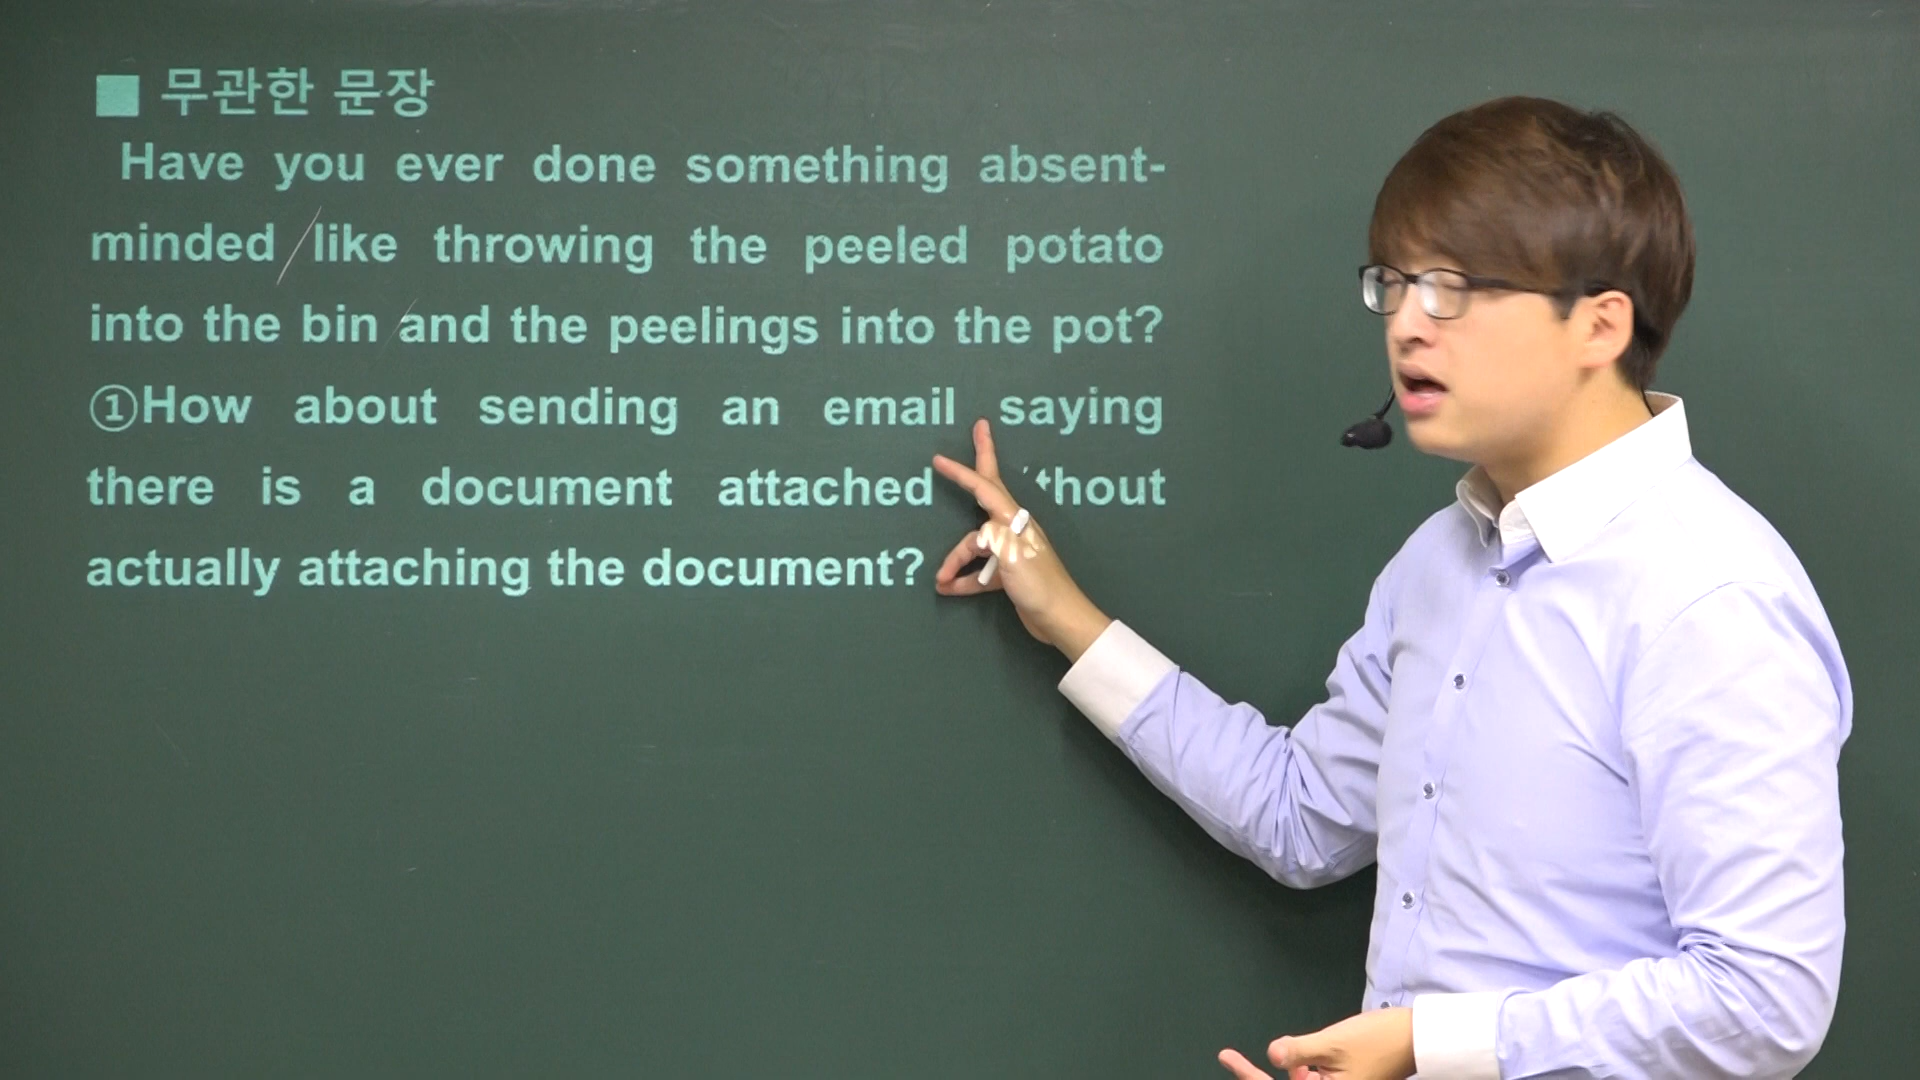 ■ 무관한 문장
Have you ever done something absent-
minded like throwing the peeled potato
into the bin and the peelings into the pot?
①How about sending an email saying
there is a document attached
actually attaching the document?